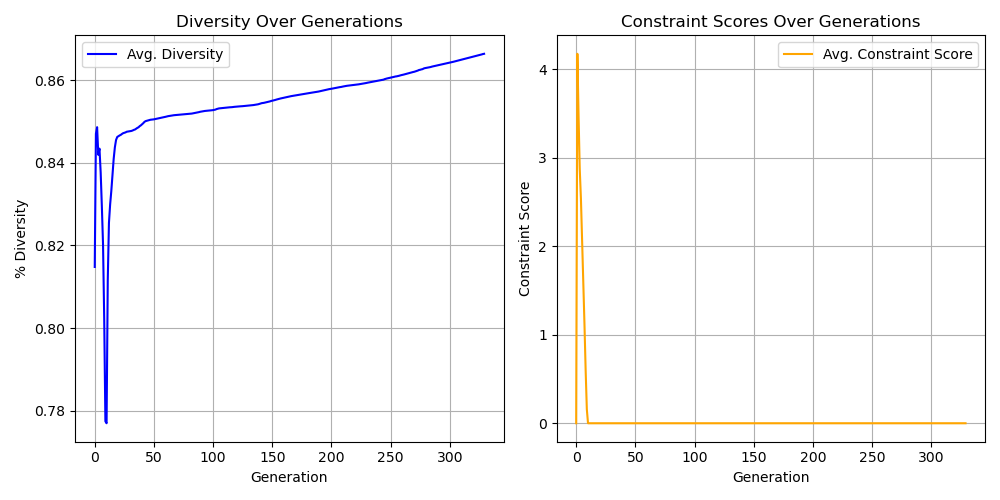 Diversity Over Generations
Avg. Diversity
% Diversity
0.86
0.84
0.82
0.80
0.78
0 50 100 150 200 250 300
Generation
Constraint Scores Over Generations
Avg. Constraint Score
Constraint Score
4
3
2
1
0
0 50 100 150 200 250 300
Generation